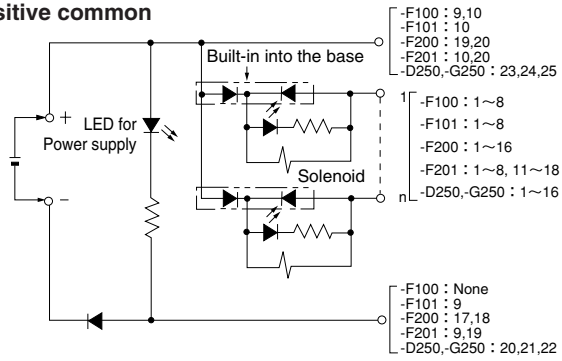 sitive common
-F100 : 9,10
-F101 : 10
-F200 : 19,20
-F201 : 10,20
-D250,-G250 : 23,24,25
Built-in into the base
+
LED for
Power supply
1
-F100 : 1～8
-F101 : 1～8
-F200 : 1～16
-F201 : 1～8, 11～18
-D250,-G250 : 1～16
Solenoid
n
−
-F100 : None
-F101 : 9
-F200 : 17,18
-F201 : 9,19
-D250,-G250 : 20,21,22